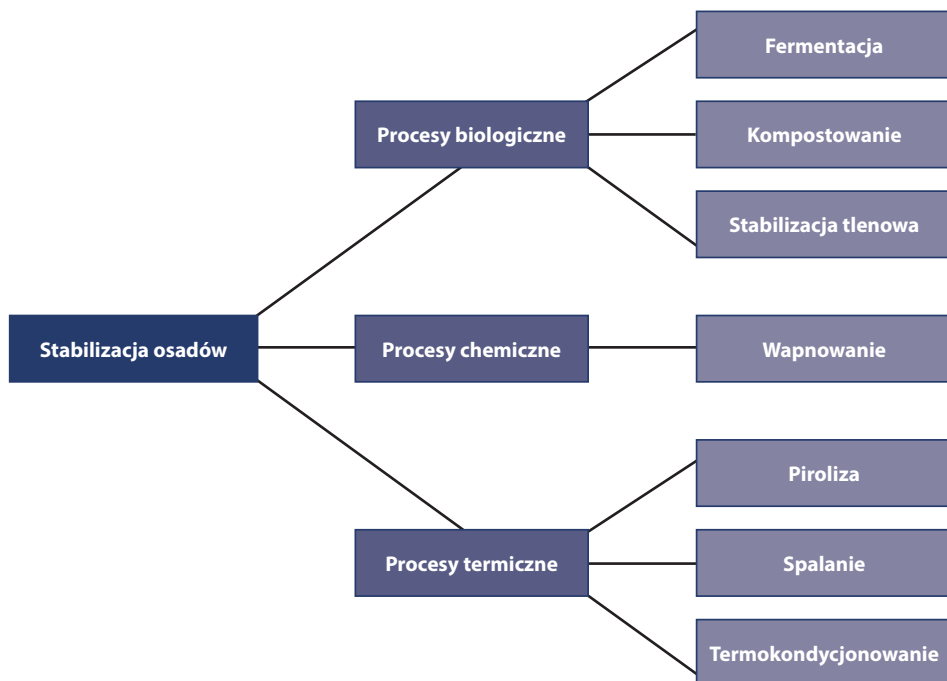 Stabilizacja osadów
Procesy biologiczne
Fermentacja
Kompostowanie
Stabilizacja tlenowa
Procesy chemiczne
Wapnowanie
Procesy termiczne
Piroliza
Spalanie
Termokondycjonowanie